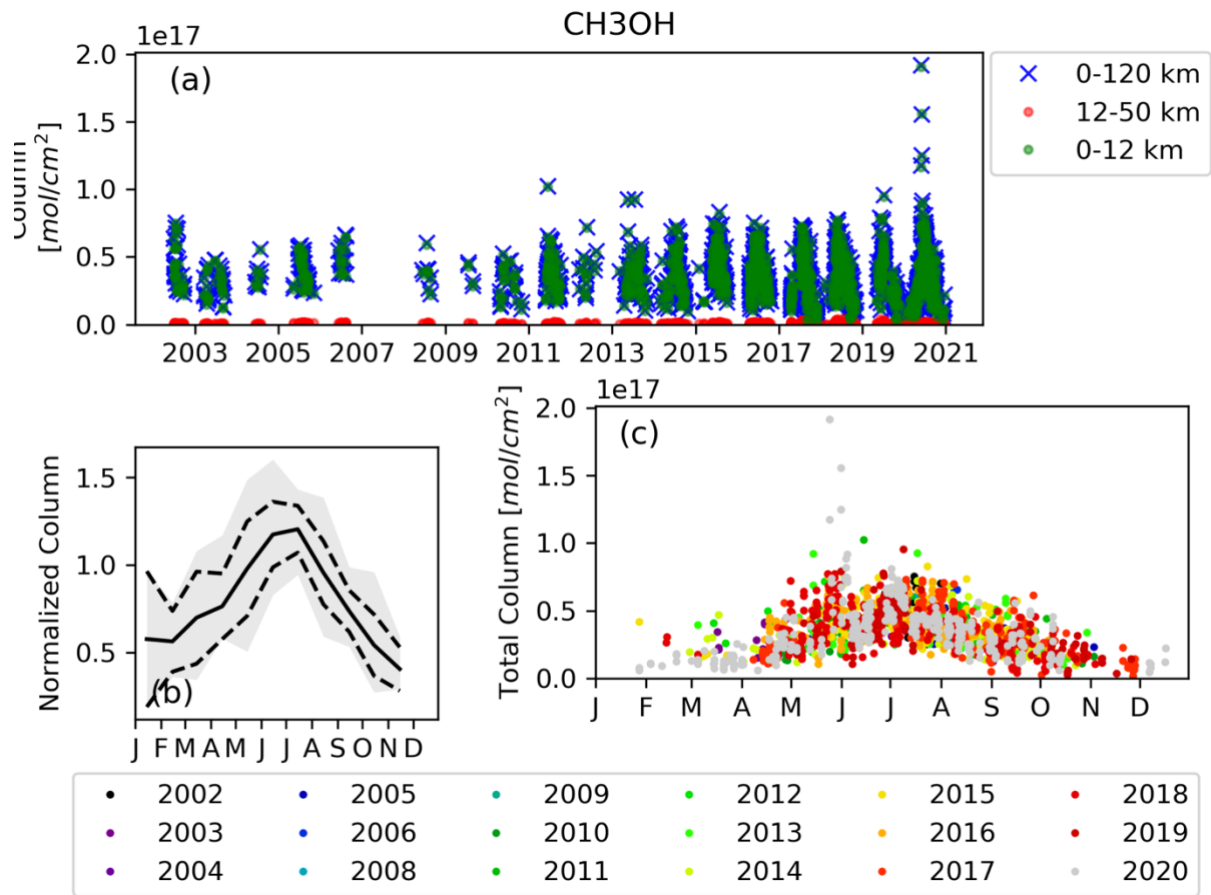 CH3OH
1e17
(a)
Column
[mol/cm²]
2.0
1.5
1.0
0.5
0.0
2003 2005 2007 2009 2011 2013 2015 2017 2019 2021
0-120 km
12-50 km
0-12 km
Normalized Column
1.5
1.0
0.5
(b)
J F M A M J J A S O N D
1e17
Total Column [mol/cm²]
(c)
2.0
1.5
1.0
0.5
0.0
J F M A M J J A S O N D
2002 2005 2009 2012 2015 2018
2003 2006 2010 2013 2016 2019
2004 2008 2011 2014 2017 2020